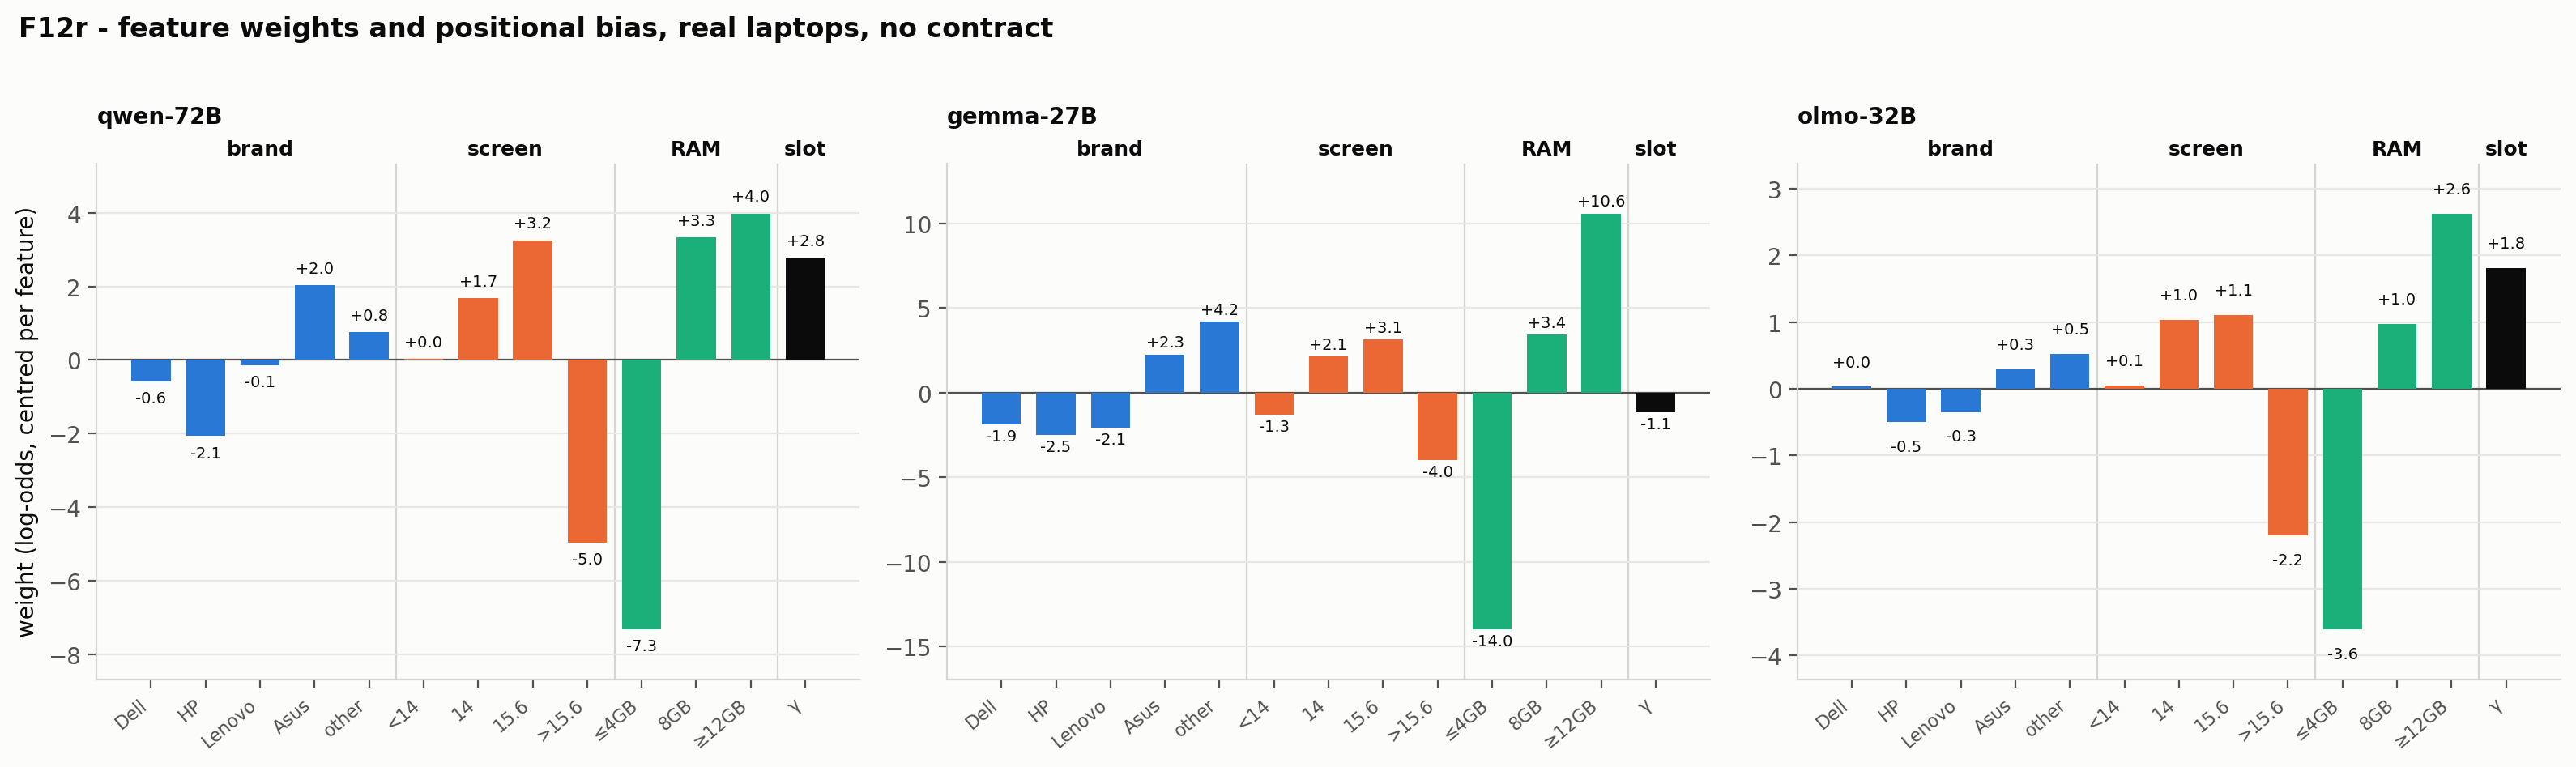 F12r - feature weights and positional bias, real laptops, no contract
qwen-72B
brand screen RAM slot
weight (log-odds, centred per feature)
4
2
0
−2
−4
−6
−8
-0.6 -2.1 -0.1 +2.0 +0.8 +0.0 +1.7 +3.2 -5.0 -7.3 +3.3 +4.0 +2.8
Dell HP Lenovo Asus other <14 14 15.6 >15.6 ≤4GB 8GB ≥12GB γ
gemma-27B
brand screen RAM slot
10
5
0
−5
−10
−15
-1.9 -2.5 -2.1 +2.3 +4.2 -1.3 +2.1 +3.1 -4.0 -14.0 +3.4 +10.6 -1.1
Dell HP Lenovo Asus other <14 14 15.6 >15.6 ≤4GB 8GB ≥12GB γ
olmo-32B
brand screen RAM slot
3
2
1
0
−1
−2
−3
−4
+0.0 -0.5 -0.3 +0.3 +0.5 +0.1 +1.0 +1.1 -2.2 -3.6 +1.0 +2.6 +1.8
Dell HP Lenovo Asus other <14 14 15.6 >15.6 ≤4GB 8GB ≥12GB γ